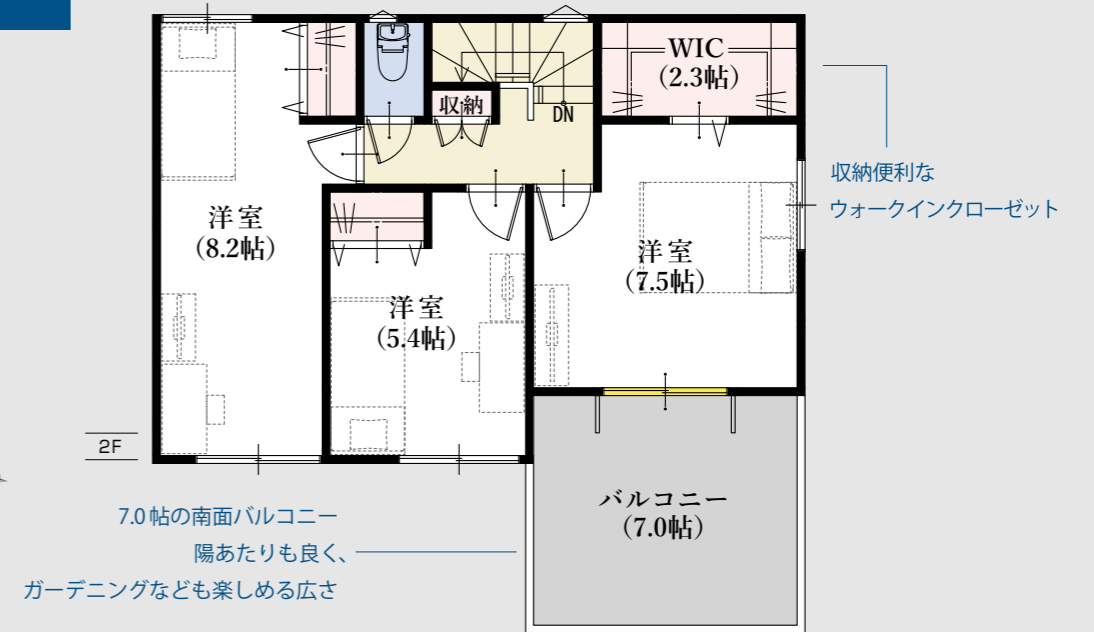 WIC
(2.3帖)
収納
DN
収納便利な
ウォークインクローゼット
洋室
(8.2帖)
洋室
(7.5帖)
洋室
(5.4帖)
2F
バルコニー
(7.0帖)
7.0帖の南面バルコニー
陽あたりも良く、
ガーデニングなども楽しめる広さ